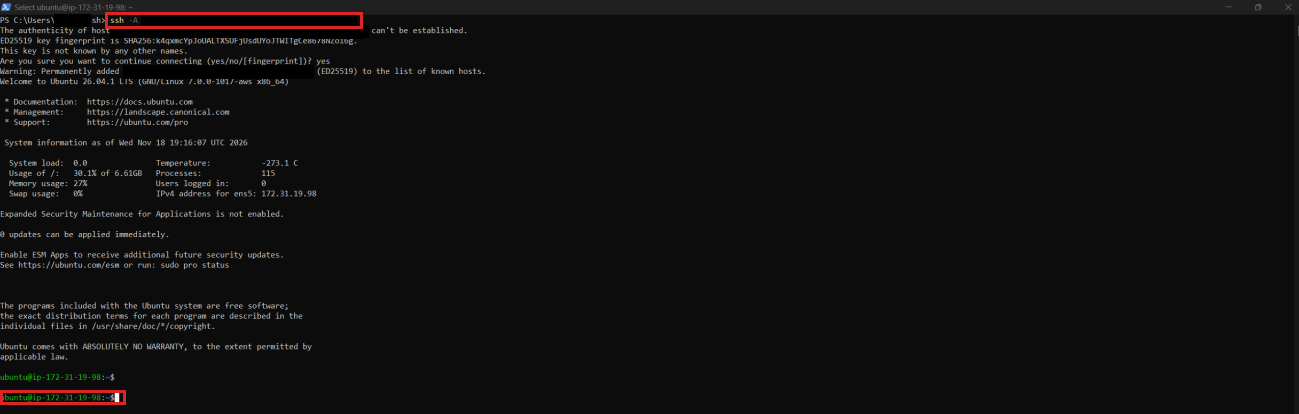 Select ubuntu@ip-172-31-19-98: ~
PS C:\Users\ sh> ssh -A
The authenticity of host can't be established.
ED25519 key fingerprint is
This key is not known by any other names.
Are you sure you want to continue connecting (yes/no/[fingerprint])? yes
Warning: Permanently added (ED25519) to the list of known hosts.
Welcome to Ubuntu 26.04.1 LTS (GNU/Linux 7.0.0-1017-aws x86_64)
* Documentation: https://docs.ubuntu.com
* Management: https://landscape.canonical.com
* Support: https://ubuntu.com/pro
System information as of Wed Nov 18 19:16:07 UTC 2026
System load: 0.0 Temperature: -273.1 C
Usage of /: 30.1% of 6.61GB Processes: 115
Memory usage: 27% Users logged in: 0
Swap usage: 0% IPv4 address for ens5: 172.31.19.98
Expanded Security Maintenance for Applications is not enabled.
0 updates can be applied immediately.
Enable ESM Apps to receive additional future security updates.
See https://ubuntu.com/esm or run: sudo pro status
The programs included with the Ubuntu system are free software;
the exact distribution terms for each program are described in the
individual files in /usr/share/doc/*/copyright.
Ubuntu comes with ABSOLUTELY NO WARRANTY, to the extent permitted by
applicable law.
ubuntu@ip-172-31-19-98:~$
ubuntu@ip-172-31-19-98:~$